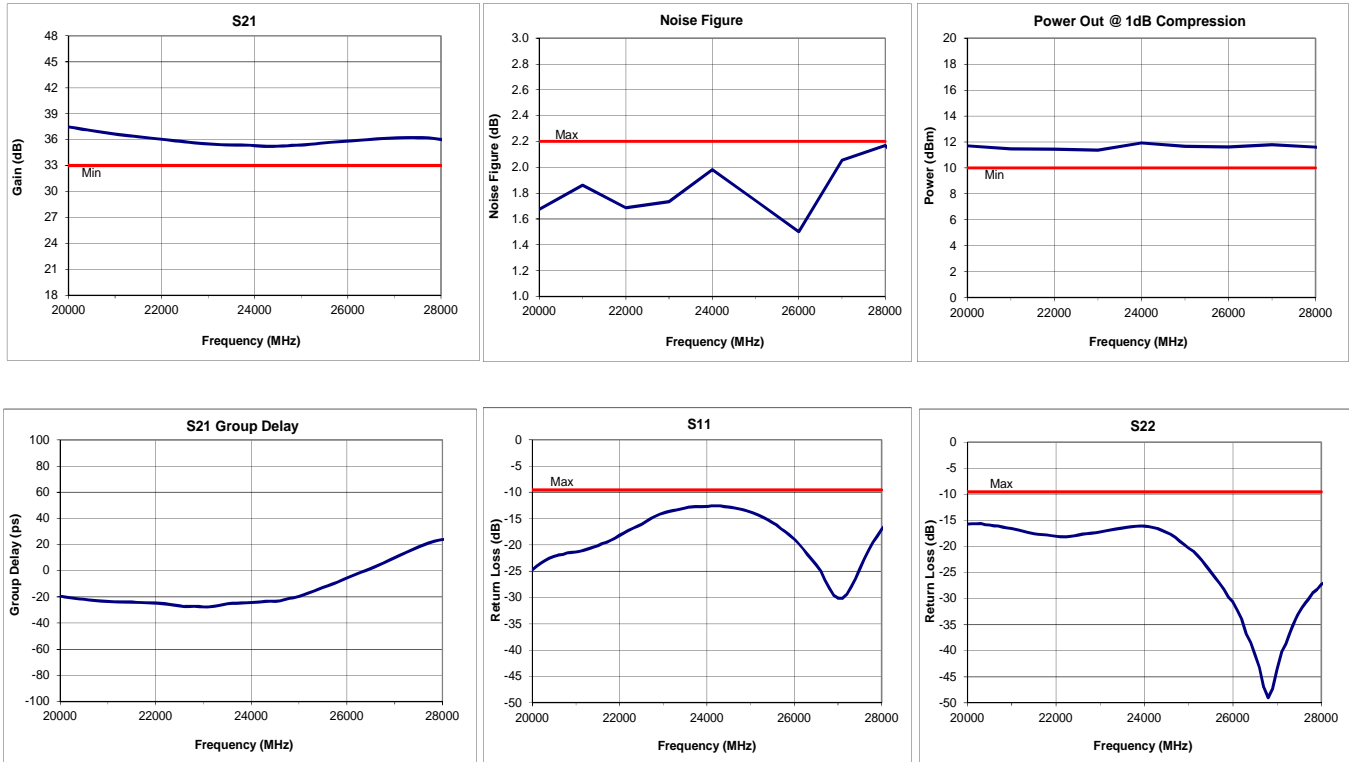 S21
Gain (dB)
48
45
42
39
36
33
30
27
24
21
18
Min
20000 22000 24000 26000 28000
Frequency (MHz)
Noise Figure
Noise Figure (dB)
3.0
2.8
2.6
2.4
2.2
2.0
1.8
1.6
1.4
1.2
1.0
Max
20000 22000 24000 26000 28000
Frequency (MHz)
Power Out @ 1dB Compression
Power (dBm)
20
18
16
14
12
10
8
6
4
2
0
Min
20000 22000 24000 26000 28000
Frequency (MHz)
S21 Group Delay
Group Delay (ps)
100
80
60
40
20
0
-20
-40
-60
-80
-100
20000 22000 24000 26000 28000
Frequency (MHz)
S11
Return Loss (dB)
0
-5
-10
-15
-20
-25
-30
-35
-40
-45
-50
Max
20000 22000 24000 26000 28000
Frequency (MHz)
S22
Return Loss (dB)
0
-5
-10
-15
-20
-25
-30
-35
-40
-45
-50
Max
20000 22000 24000 26000 28000
Frequency (MHz)